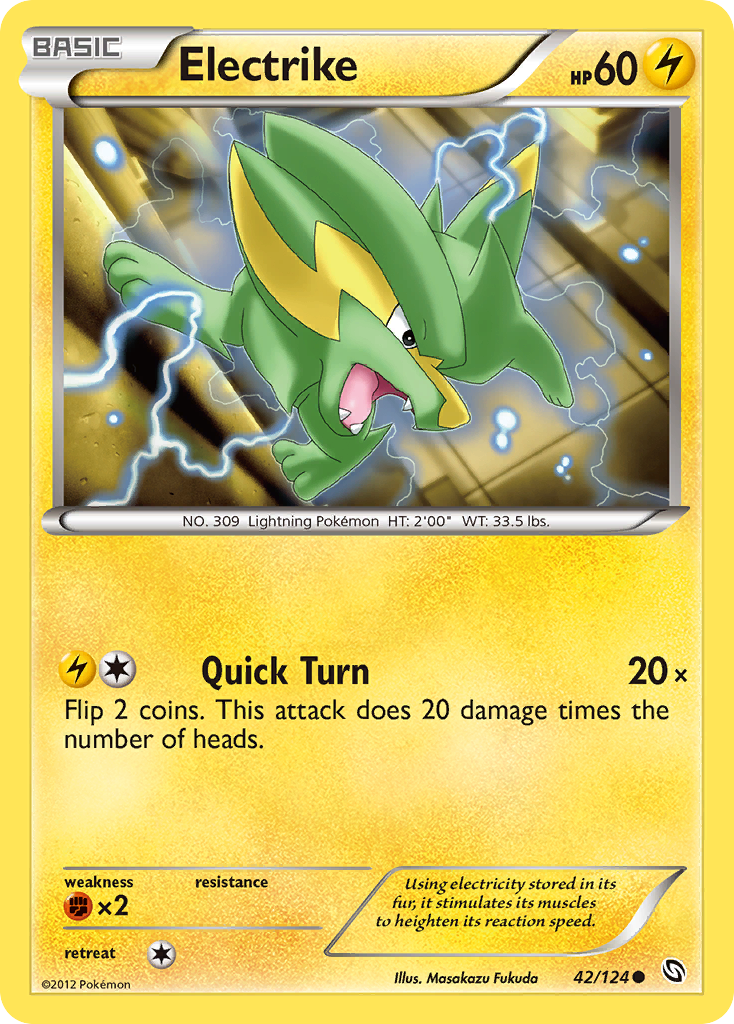 BASIC
Electrike
HP60
NO. 309 Lightning Pokémon HT: 2'00" WT: 33.5 lbs.
Quick Turn 20×
Flip 2 coins. This attack does 20 damage times the
number of heads.
weakness resistance
×2
Using electricity stored in its
fur, it stimulates its muscles
to heighten its reaction speed.
retreat
©2012 Pokémon
Illus. Masakazu Fukuda
42/124